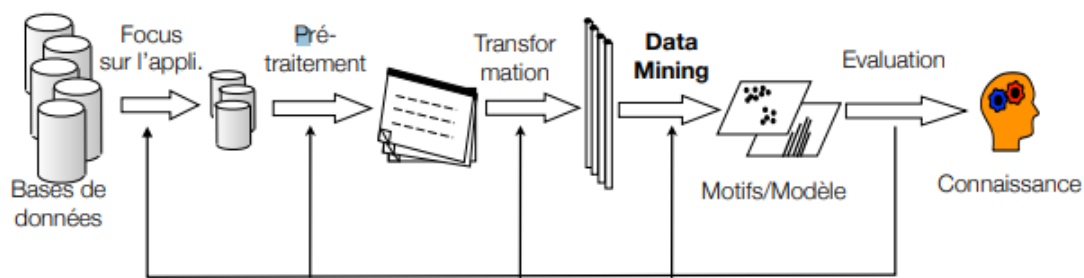 Focus
sur l'appli.
Pré-
traitement
Transfor
mation
Data
Mining
Evaluation
Bases de
données
Motifs/Modèle
Connaissance